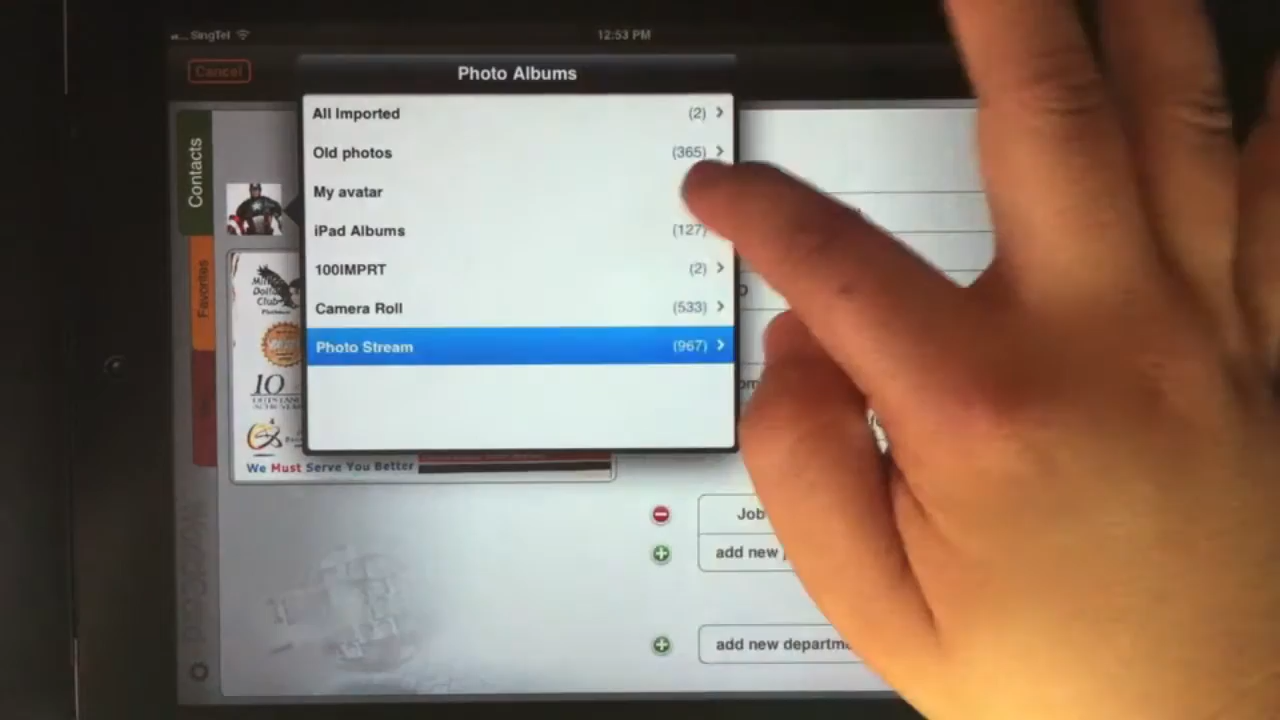 SingTel
12:53 PM
Cancel
Photo Albums
All Imported (2)
Old photos (365)
My avatar
iPad Albums (127)
100IMPRT (2)
Camera Roll (533)
Photo Stream (967)
Contacts
Favorites
Club
10
We Must Serve You Better
Job
add new
add new departm